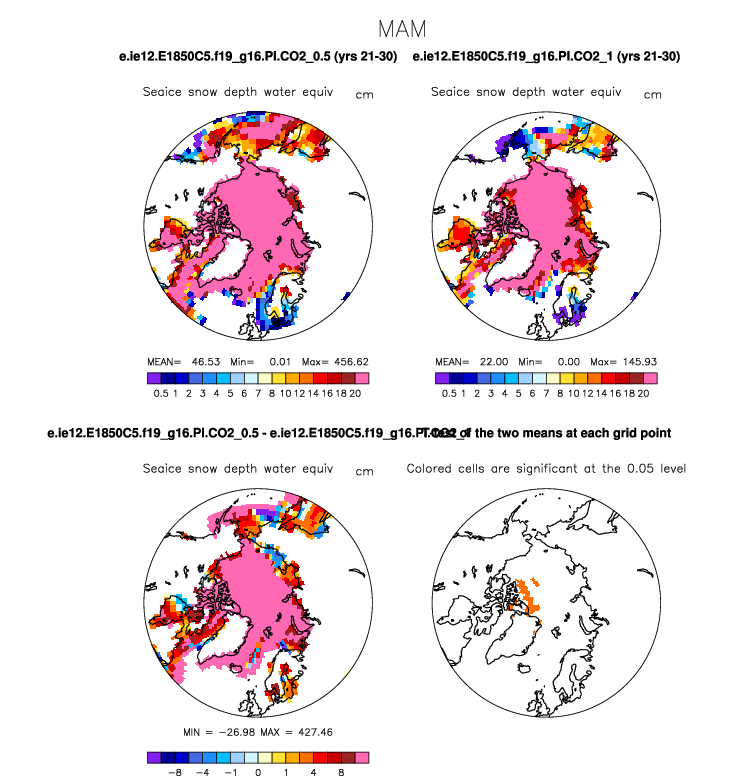 MAM
e.ie12.E1850C5.f19_g16.PI.CO2_0.5 (yrs 21-30)
e.ie12.E1850C5.f19_g16.PI.CO2_1 (yrs 21-30)
Seaice snow depth water equiv cm
Seaice snow depth water equiv cm
MEAN= 46.53 Min= 0.01 Max= 456.62
MEAN= 22.00 Min= 0.00 Max= 145.93
0.5 1 2 3 4 5 6 7 8 10 12 14 16 18 20
0.5 1 2 3 4 5 6 7 8 10 12 14 16 18 20
e.ie12.E1850C5.f19_g16.PI.CO2_0.5 - e.ie12.E1850C5.f19_g16.PI.CO2_1
of the two means at each grid point
Seaice snow depth water equiv cm
Colored cells are significant at the 0.05 level
MIN = -26.98 MAX = 427.46
-8 -4 -1 0 1 4 8